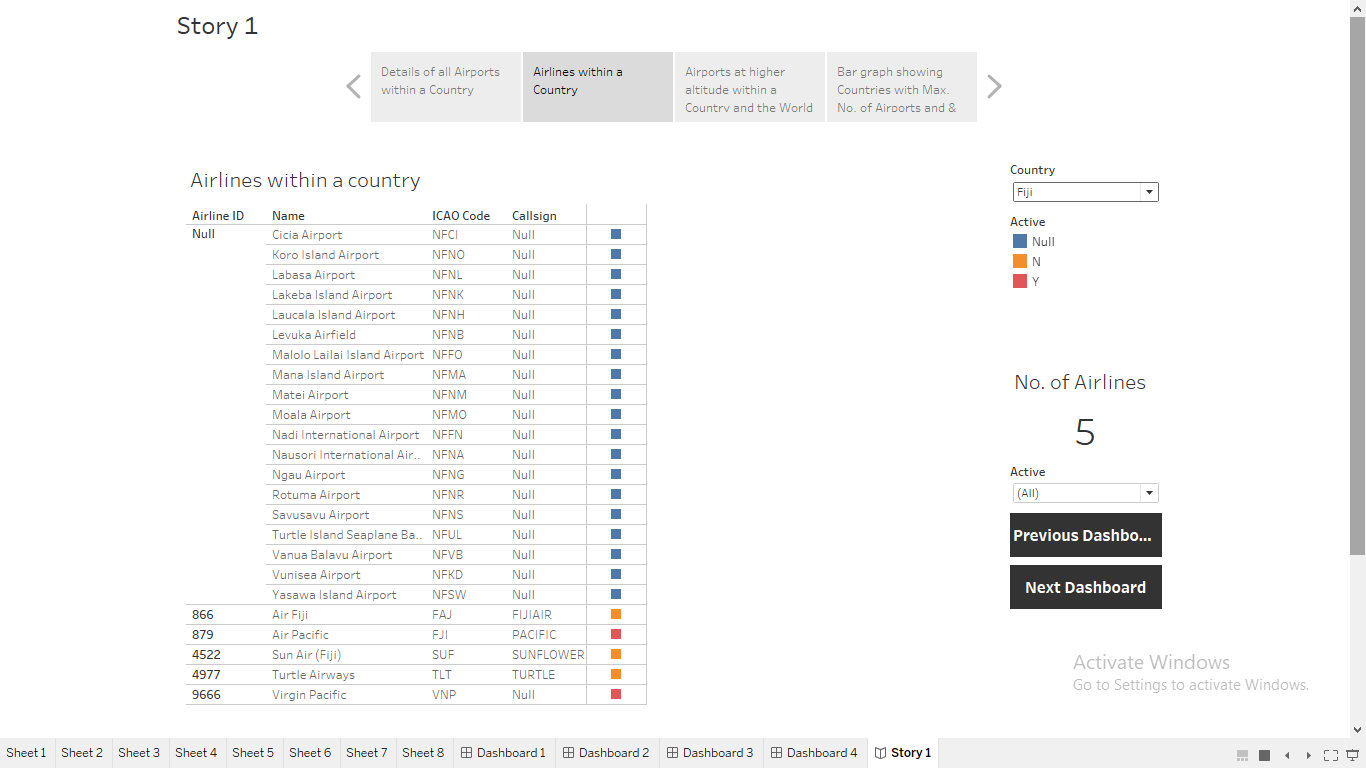 Story 1
Details of all Airports
within a Country
Airlines within a
Country
Airports at higher
altitude within a
Country and the World
Bar graph showing
Countries with Max.
No. of Airports and &
Airlines within a country
Airline ID Name ICAO Code Callsign
Null Cicia Airport NFCI Null
Koro Island Airport NFNO Null
Labasa Airport NFNL Null
Lakeba Island Airport NFNK Null
Laucala Island Airport NFNH Null
Levuka Airfield NFNB Null
Malolo Lailai Island Airport NFFO Null
Mana Island Airport NFMA Null
Matei Airport NFNM Null
Moala Airport NFMO Null
Nadi International Airport NFFN Null
Nausori International Air.. NFNA Null
Ngau Airport NFNG Null
Rotuma Airport NFNR Null
Savusavu Airport NFNS Null
Turtle Island Seaplane Ba.. NFUL Null
Vanua Balavu Airport NFVB Null
Vunisea Airport NFKD Null
Yasawa Island Airport NFSW Null
866 Air Fiji FAJ FIJIAIR
879 Air Pacific FJI PACIFIC
4522 Sun Air (Fiji) SUF SUNFLOWER
4977 Turtle Airways TLT TURTLE
9666 Virgin Pacific VNP Null
Country
Fiji
Active
Null
N
Y
No. of Airlines
5
Active
(All)
Previous Dashbo...
Next Dashboard
Activate Windows
Go to Settings to activate Windows.
Sheet 1 Sheet 2 Sheet 3 Sheet 4 Sheet 5 Sheet 6 Sheet 7 Sheet 8 Dashboard 1 Dashboard 2 Dashboard 3 Dashboard 4 Story 1